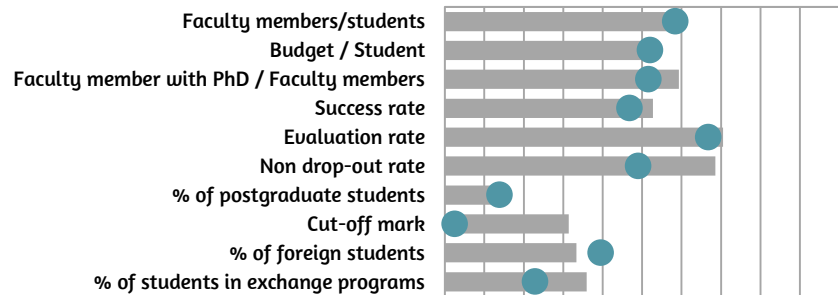 Faculty members/students
Budget / Student
Faculty member with PhD / Faculty members
Success rate
Evaluation rate
Non drop-out rate
% of postgraduate students
Cut-off mark
% of foreign students
% of students in exchange programs